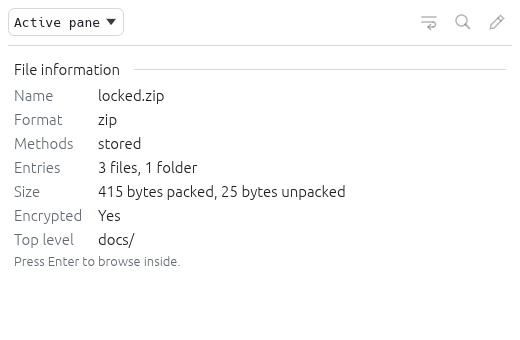 Active pane
File information
Name locked.zip
Format zip
Methods stored
Entries 3 files, 1 folder
Size 415 bytes packed, 25 bytes unpacked
Encrypted Yes
Top level docs/
Press Enter to browse inside.